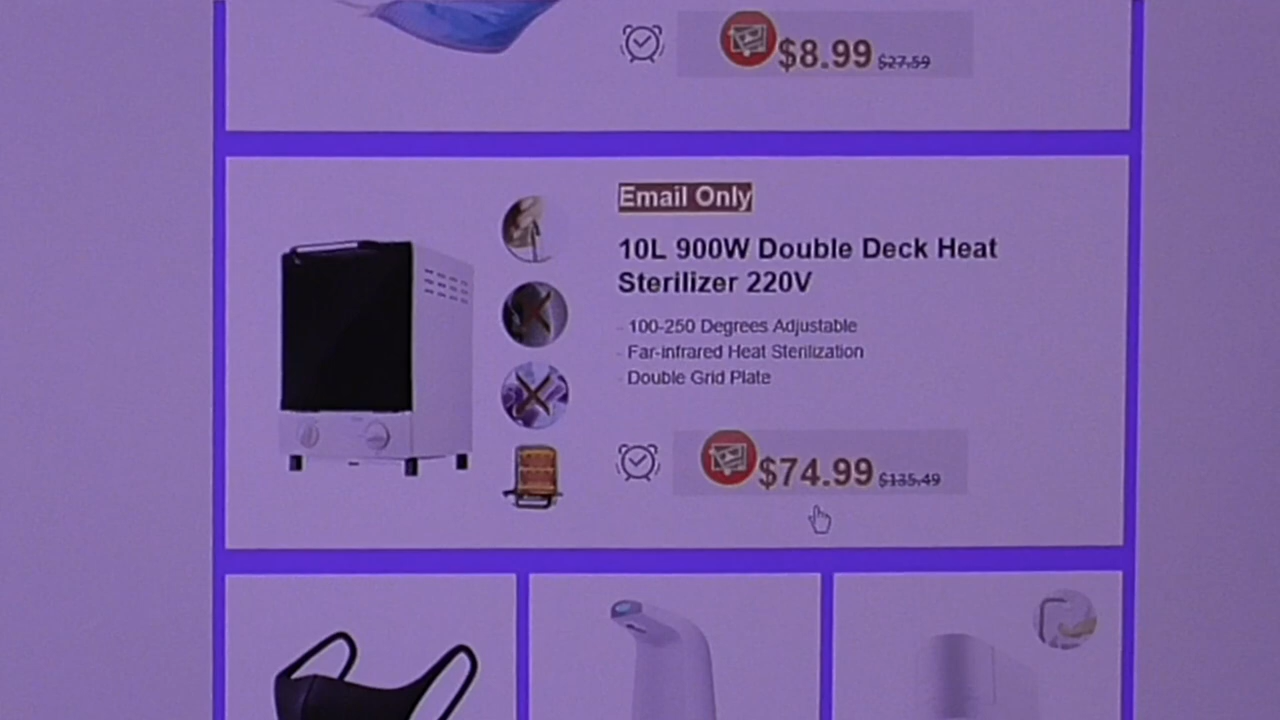 $8.99 $27.59
Email Only
10L 900W Double Deck Heat
Sterilizer 220V
- 100-250 Degrees Adjustable
- Far-infrared Heat Sterilization
- Double Grid Plate
$74.99 $135.49